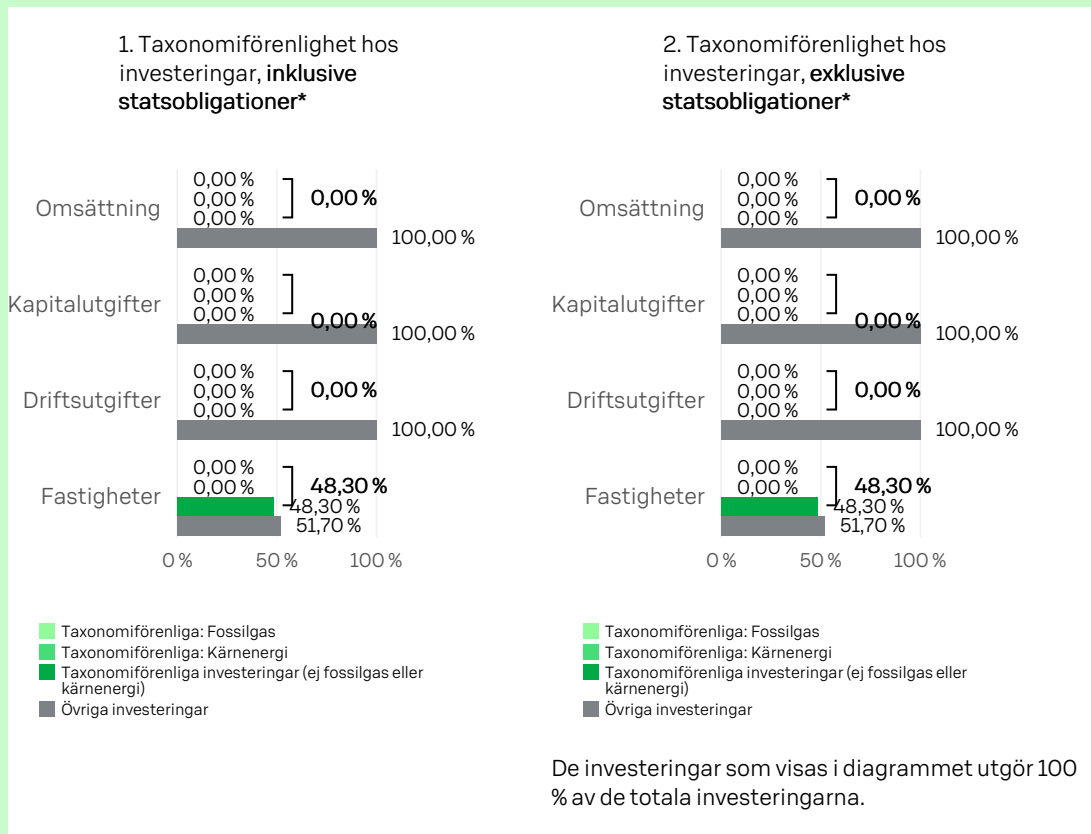 1. Taxonomiförenlighet hos
investeringar, inklusive
statsobligationer*
Omsättning
0,00 %
0,00 %
0,00 %
0,00 %
100,00 %
Kapitalutgifter
0,00 %
0,00 %
0,00 %
0,00 %
100,00 %
Driftsutgifter
0,00 %
0,00 %
0,00 %
0,00 %
100,00 %
Fastigheter
0,00 %
0,00 %
48,30 %
48,30 %
51,70 %
0 %
50 %
100 %
Taxonomiförenliga: Fossilgas
Taxonomiförenliga: Kärnenergi
Taxonomiförenliga investeringar (ej fossilgas eller
kärnenergi)
Övriga investeringar
2. Taxonomiförenlighet hos
investeringar, exklusive
statsobligationer*
Omsättning
0,00 %
0,00 %
0,00 %
0,00 %
100,00 %
Kapitalutgifter
0,00 %
0,00 %
0,00 %
0,00 %
100,00 %
Driftsutgifter
0,00 %
0,00 %
0,00 %
0,00 %
100,00 %
Fastigheter
0,00 %
0,00 %
48,30 %
48,30 %
51,70 %
0 %
50 %
100 %
Taxonomiförenliga: Fossilgas
Taxonomiförenliga: Kärnenergi
Taxonomiförenliga investeringar (ej fossilgas eller
kärnenergi)
Övriga investeringar
De investeringar som visas i diagrammet utgör 100
% av de totala investeringarna.